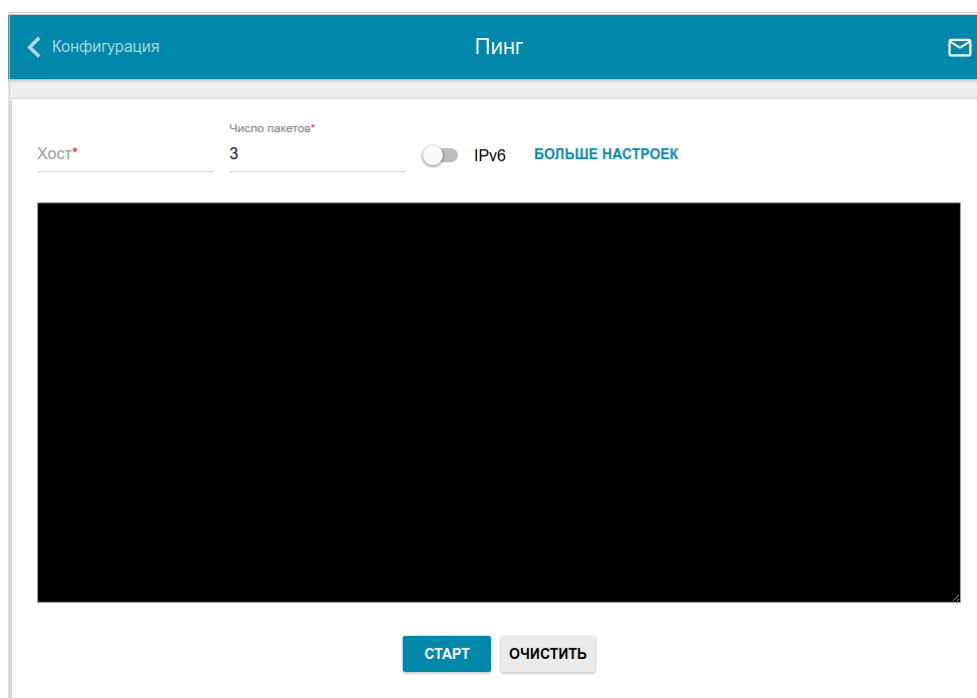 Конфигурация
Пинг
Число пакетов*
Хост*
3
IPv6
БОЛЬШЕ НАСТРОЕК
СТАРТ
ОЧИСТИТЬ